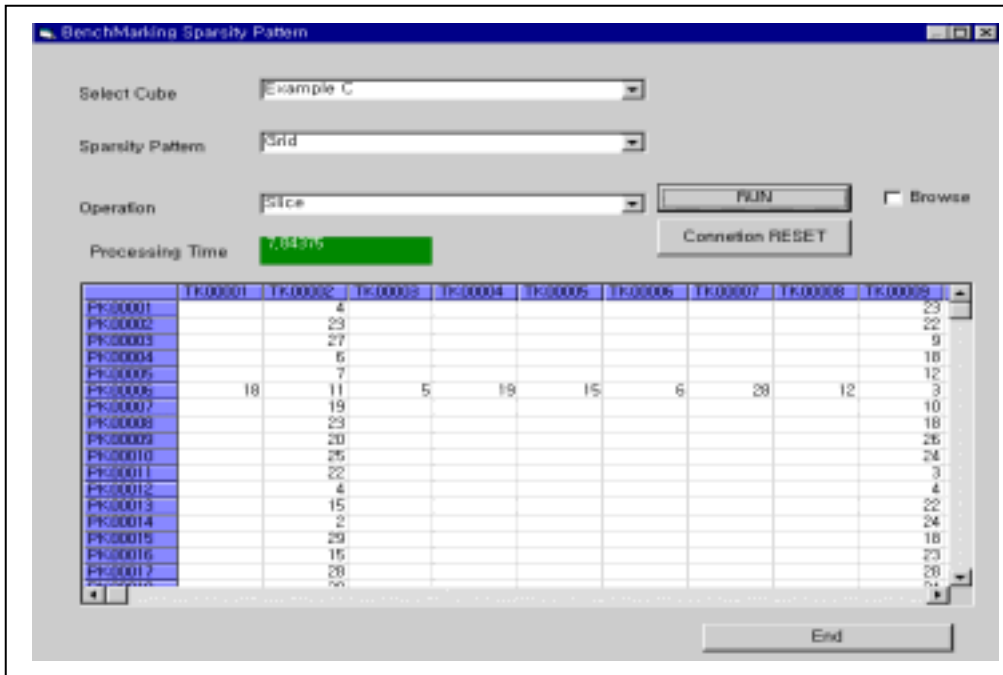 BenchMarking Sparsity Pattern
Select Cube Example C
Sparsity Pattern Grid
Operation Slice RUN Browse
Processing Time 7,84375 Connetion RESET
TK00001 TK00002 TK00003 TK00004 TK00005 TK00006 TK00007 TK00008 TK00009
PK00001 4 23
PK00002 23 22
PK00003 27 9
PK00004 6 18
PK00005 7 12
PK00006 18 11 5 19 15 6 28 12 3
PK00007 19 10
PK00008 23 18
PK00009 20 26
PK00010 25 24
PK00011 22 3
PK00012 4 4
PK00013 15 22
PK00014 2 24
PK00015 29 18
PK00016 15 23
PK00017 28 28
End